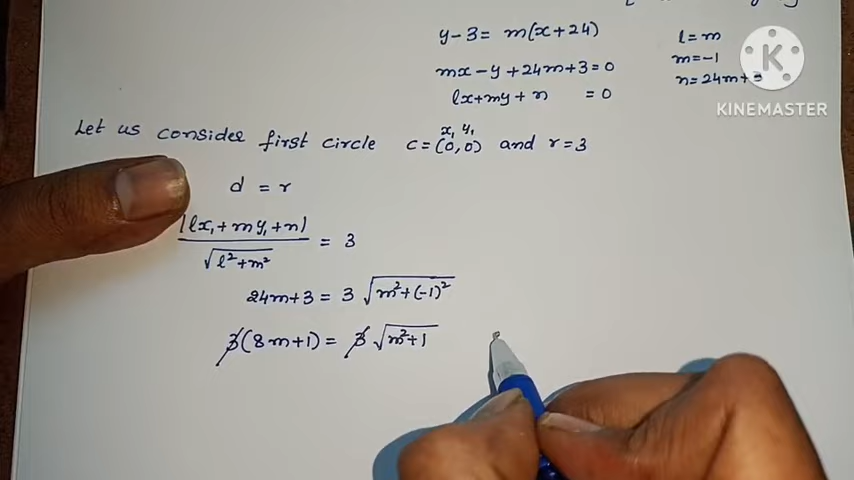 y-3 = m(x+24)
l = m
mx-y+24m+3=0
m=-1
lx+my+n = 0
n=24m+3
KINEMASTER
Let us consider first circle c = (0,0) and r=3
x₁ y₁
d = r
|lx₁+my₁+n| / √(l²+m²) = 3
24m+3 = 3 √(m²+(-1)²)
3(8m+1) = 3 √(m²+1)